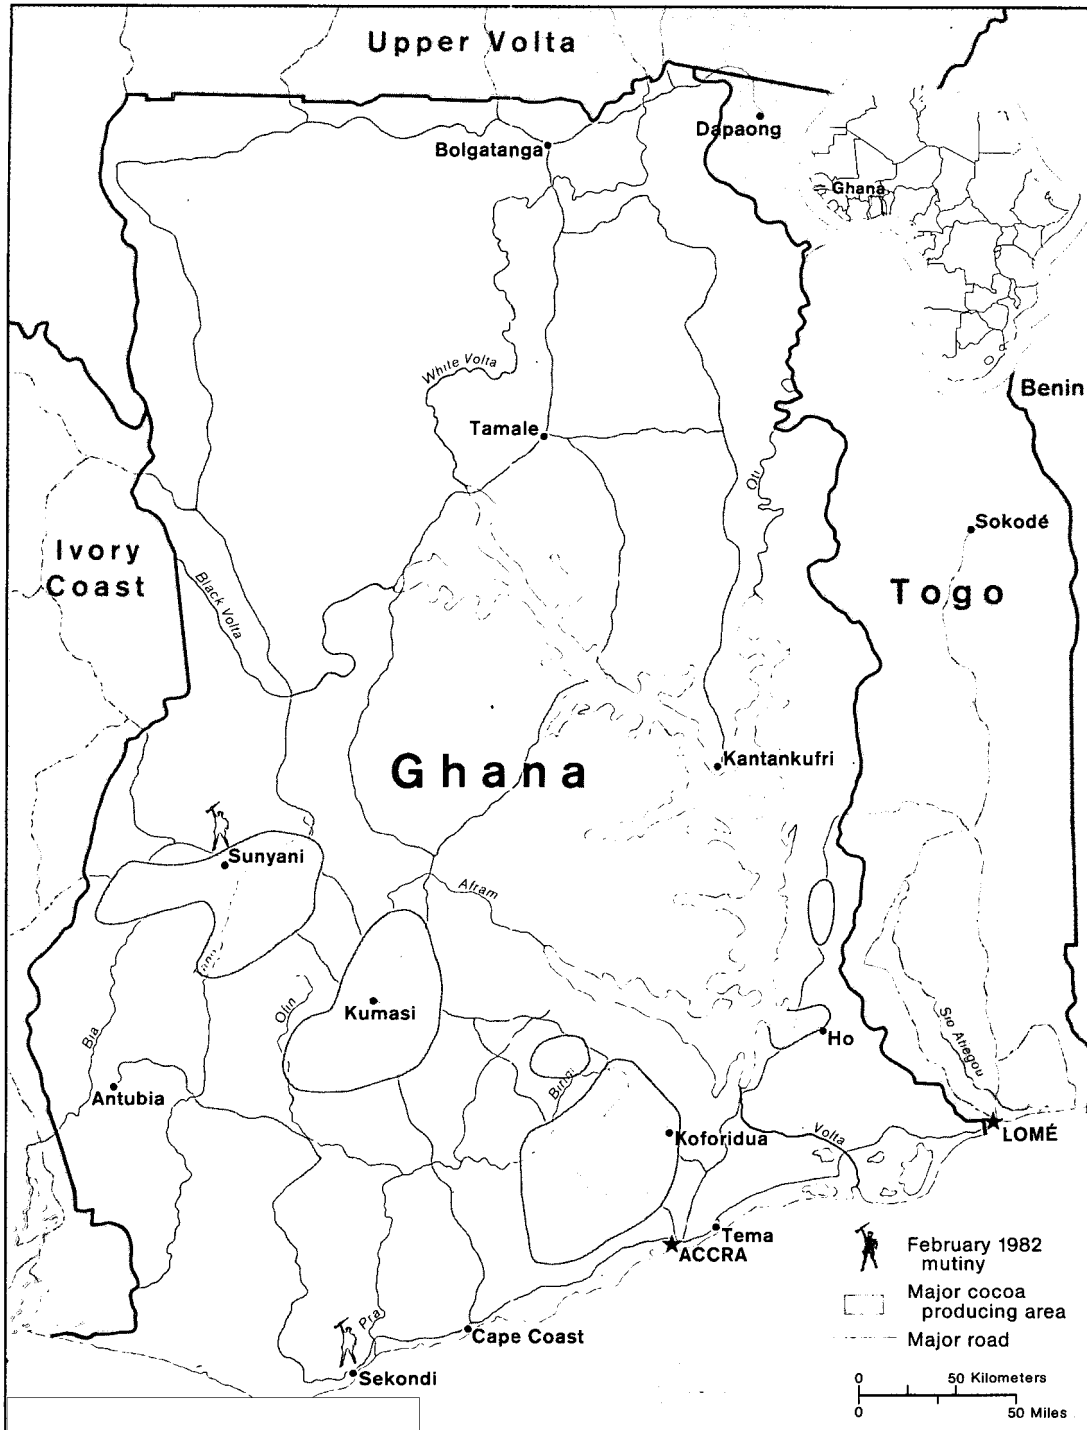 Upper Volta
Dapaong
Bolgatanga
Ghana
White Volta
Benin
Tamale
Oti
Sokodé
Ivory
Coast
Togo
Black Volta
Kantankufri
Ghana
Sunyani
Afram
Ofin
Kumasi
Bia
Ho
Sio Atiegou
Antubia
Birim
Koforidua
Volta
LOMÉ
Tema
ACCRA
February 1982
mutiny
Major cocoa
producing area
Major road
Pra
Cape Coast
Sekondi
0 50 Kilometers
0 50 Miles